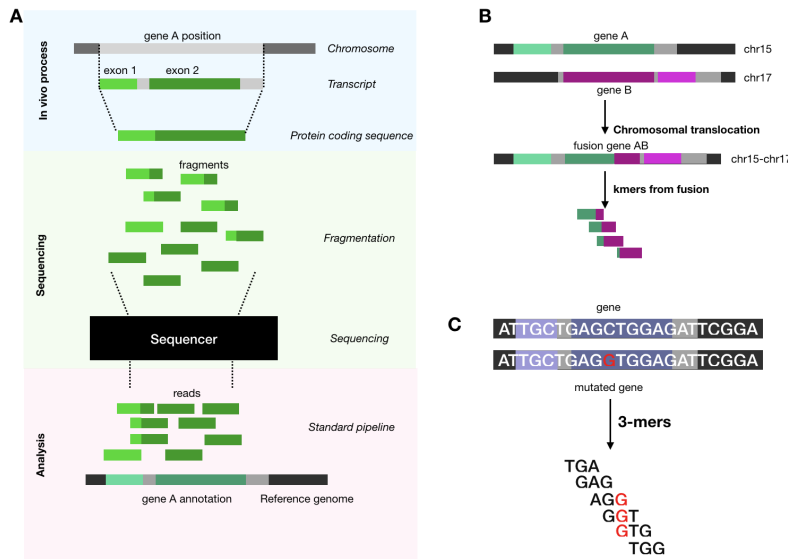 A
In vivo process
gene A position
Chromosome
exon 1 exon 2
Transcript
Protein coding sequence
Sequencing
fragments
Fragmentation
Sequencer
Sequencing
Analysis
reads
Standard pipeline
gene A annotation
Reference genome
B
gene A
chr15
chr17
gene B
Chromosomal translocation
fusion gene AB
chr15-chr17
kmers from fusion
C
gene
ATTGCTGAGCTGGAGATTCGGA
ATTGCTGAGGTGGAGATTCGGA
mutated gene
3-mers
TGA
GAG
AGG
GGT
GTG
TGG